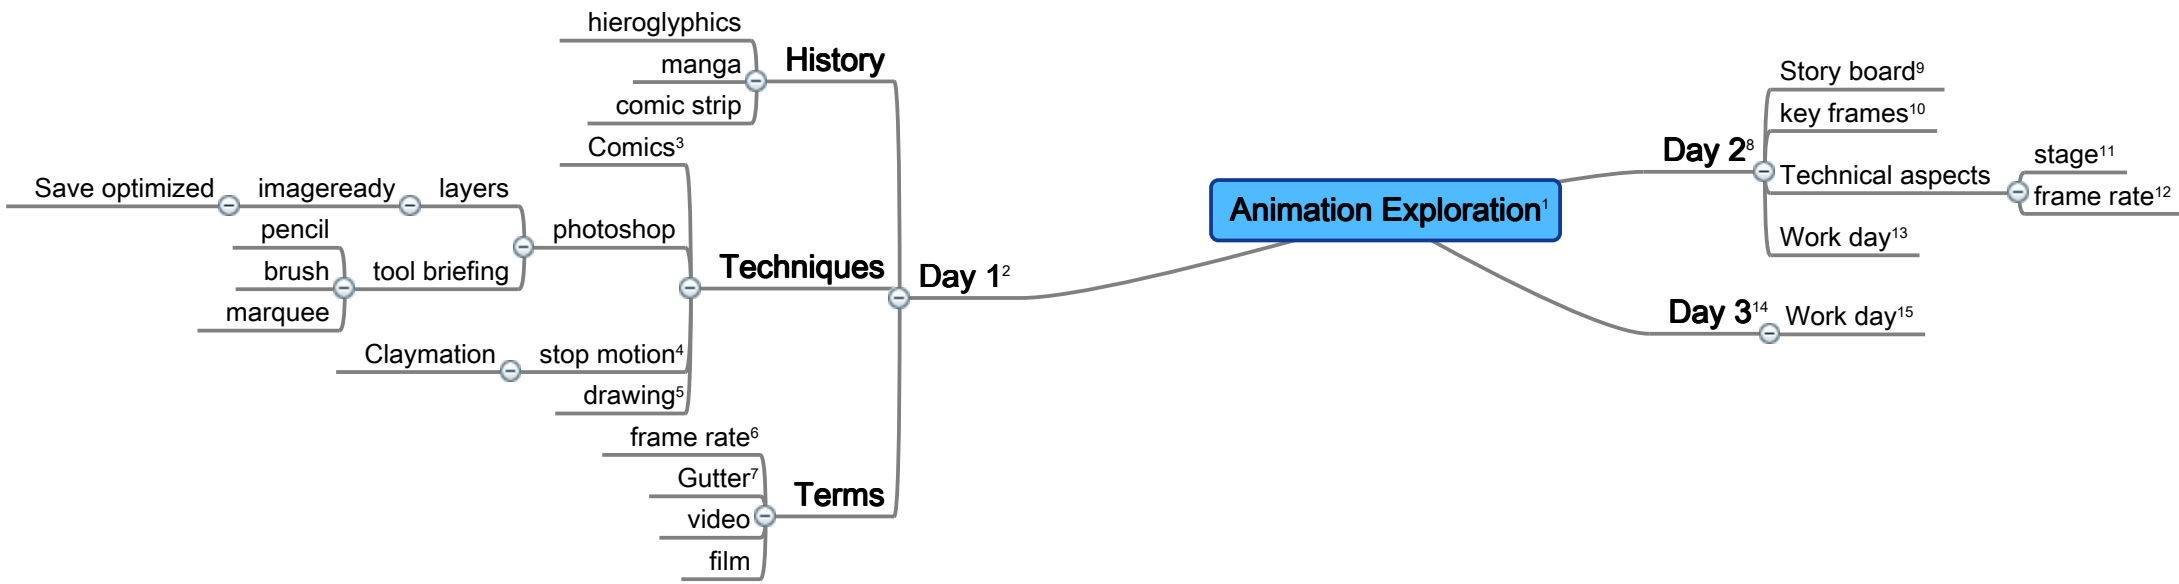 Animation Exploration¹
Day 1²
History
hieroglyphics
manga
comic strip
Techniques
Comics³
photoshop
layers
imageready
Save optimized
tool briefing
pencil
brush
marquee
stop motion⁴
Claymation
drawing⁵
Terms
frame rate⁶
Gutter⁷
video
film
Day 2⁸
Story board⁹
key frames¹⁰
Technical aspects
stage¹¹
frame rate¹²
Work day¹³
Day 3¹⁴
Work day¹⁵